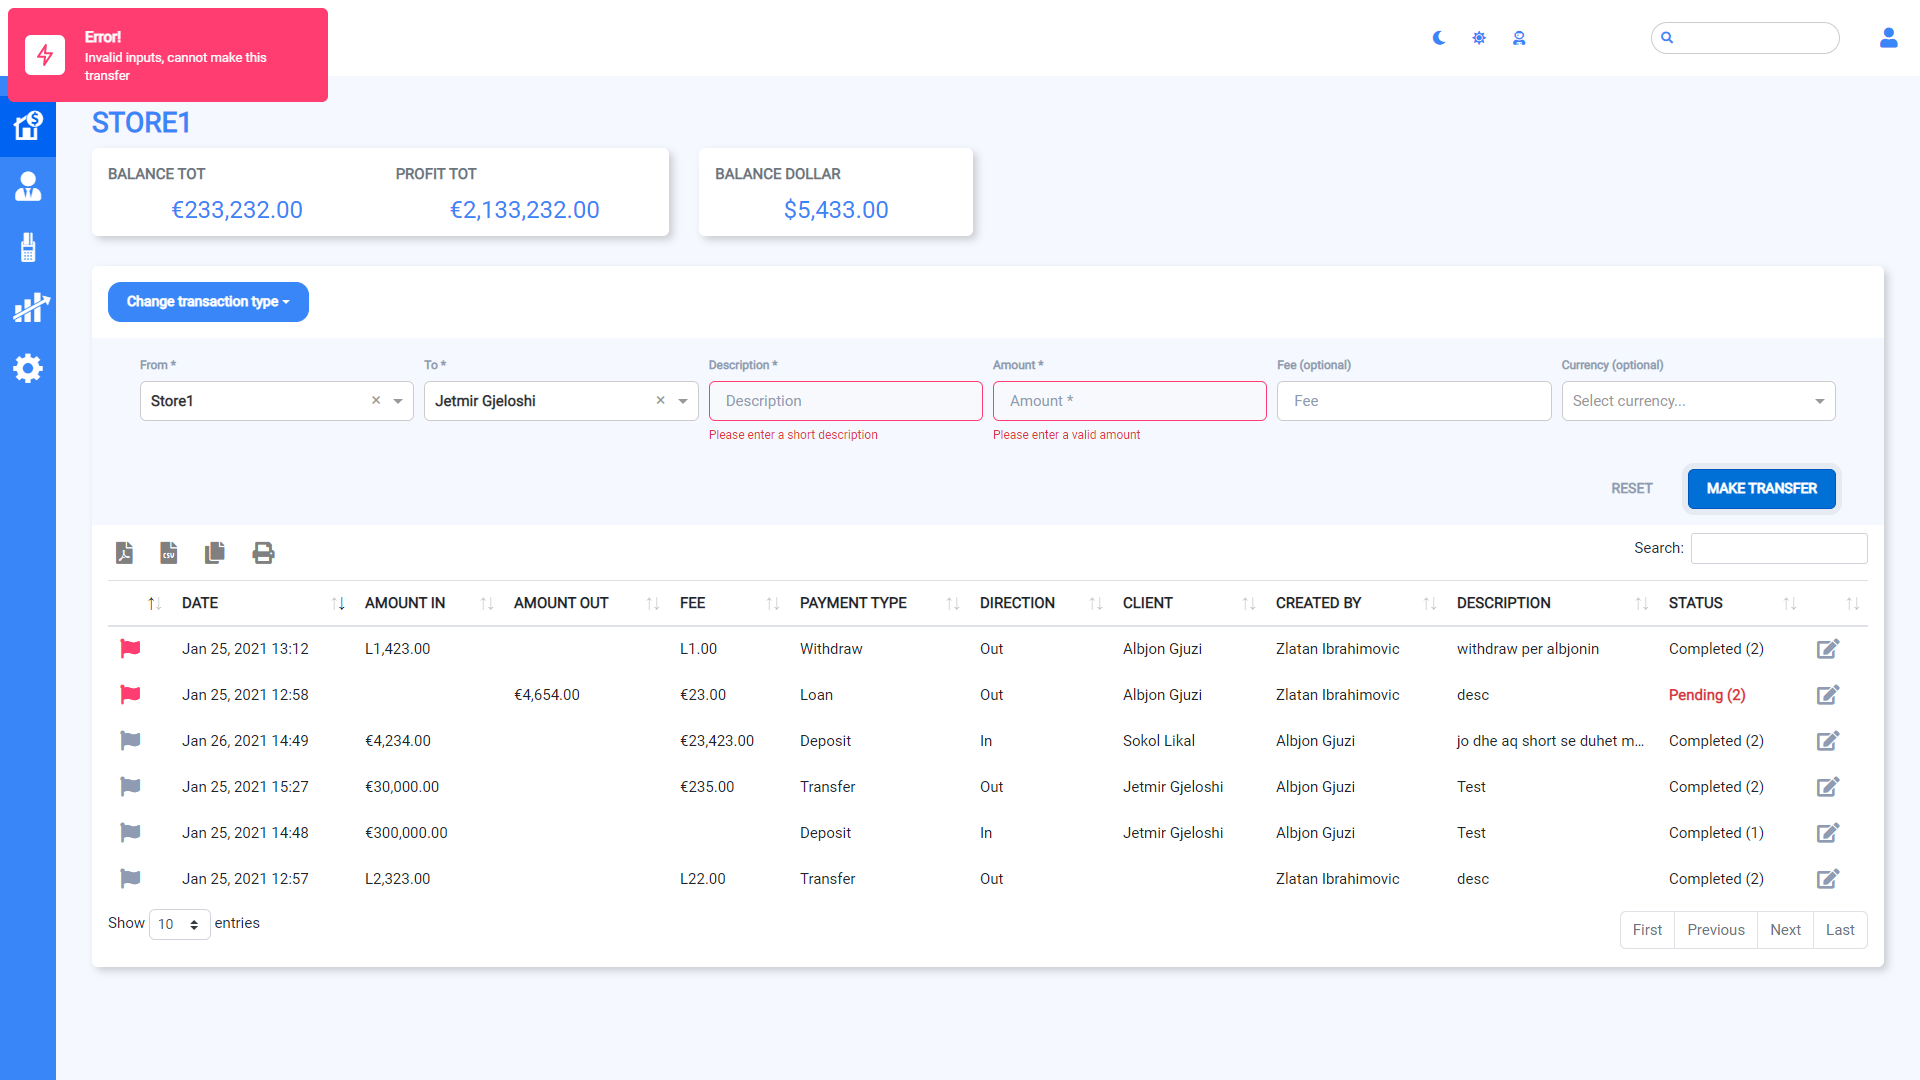 Error!
Invalid inputs, cannot make this
transfer
STORE1
BALANCE TOT
€233,232.00
PROFIT TOT
€2,133,232.00
BALANCE DOLLAR
$5,433.00
Change transaction type
From * To * Description * Amount * Fee (optional) Currency (optional)
Store1 × Jetmir Gjeloshi × Description Amount * Fee Select currency...
Please enter a short description Please enter a valid amount
RESET MAKE TRANSFER
CSV
Search:
DATE AMOUNT IN AMOUNT OUT FEE PAYMENT TYPE DIRECTION CLIENT CREATED BY DESCRIPTION STATUS
Jan 25, 2021 13:12 L1,423.00 L1.00 Withdraw Out Albjon Gjuzi Zlatan Ibrahimovic withdraw per albjonin Completed (2)
Jan 25, 2021 12:58 €4,654.00 €23.00 Loan Out Albjon Gjuzi Zlatan Ibrahimovic desc Pending (2)
Jan 26, 2021 14:49 €4,234.00 €23,423.00 Deposit In Sokol Likal Albjon Gjuzi jo dhe aq short se duhet m... Completed (2)
Jan 25, 2021 15:27 €30,000.00 €235.00 Transfer Out Jetmir Gjeloshi Albjon Gjuzi Test Completed (2)
Jan 25, 2021 14:48 €300,000.00 Deposit In Jetmir Gjeloshi Albjon Gjuzi Test Completed (1)
Jan 25, 2021 12:57 L2,323.00 L22.00 Transfer Out Zlatan Ibrahimovic desc Completed (2)
Show 10 entries
First Previous Next Last